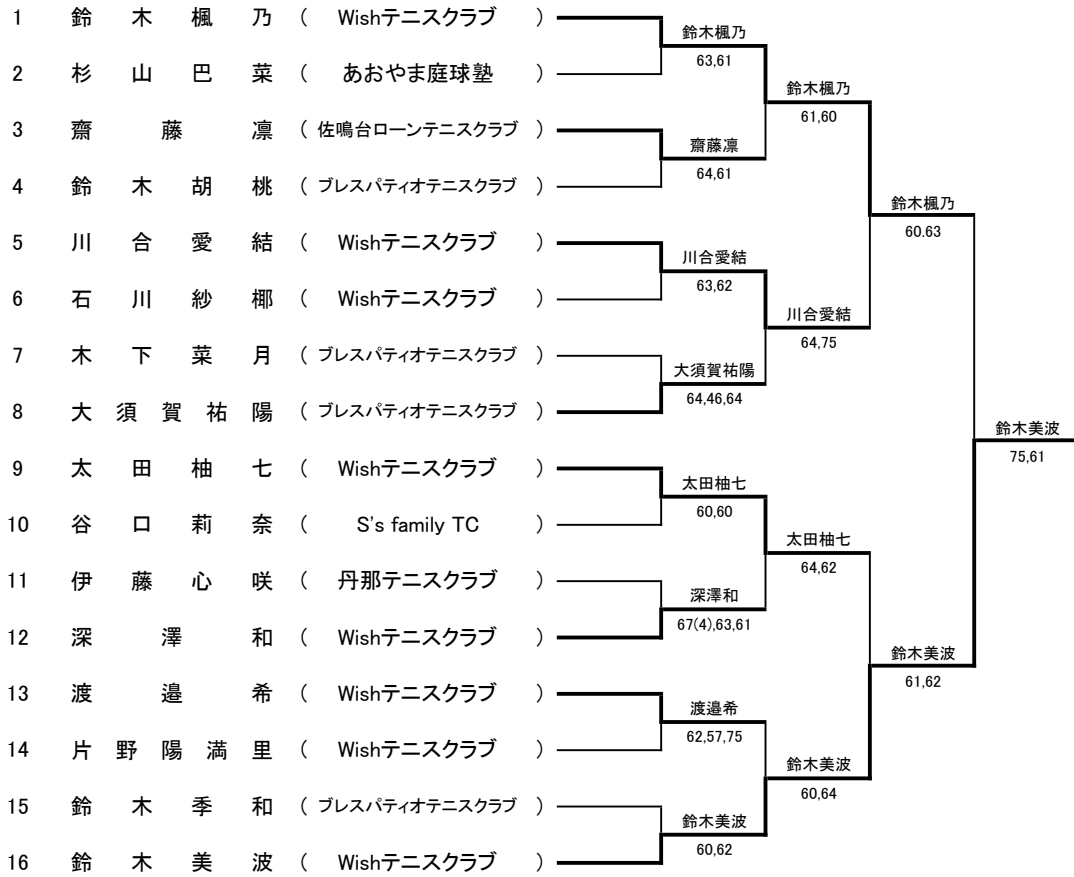 1 鈴木楓乃 ( Wishテニスクラブ )
2 杉山巴菜 ( あおやま庭球塾 )
3 齋藤凛 ( 佐鳴台ローンテニスクラブ )
4 鈴木胡桃 ( ブレスパティオテニスクラブ )
5 川合愛結 ( Wishテニスクラブ )
6 石川紗椰 ( Wishテニスクラブ )
7 木下菜月 ( ブレスパティオテニスクラブ )
8 大須賀祐陽 ( ブレスパティオテニスクラブ )
9 太田柚七 ( Wishテニスクラブ )
10 谷口莉奈 ( S's family TC )
11 伊藤心咲 ( 丹那テニスクラブ )
12 深澤和 ( Wishテニスクラブ )
13 渡邉希 ( Wishテニスクラブ )
14 片野陽満里 ( Wishテニスクラブ )
15 鈴木季和 ( ブレスパティオテニスクラブ )
16 鈴木美波 ( Wishテニスクラブ )
鈴木楓乃
63,61
齋藤凛
64,61
川合愛結
63,62
大須賀祐陽
64,46,64
太田柚七
60,60
深澤和
67(4),63,61
渡邉希
62,57,75
鈴木美波
60,62
鈴木楓乃
61,60
川合愛結
64,75
太田柚七
64,62
鈴木美波
60,64
鈴木楓乃
60.63
鈴木美波
61,62
鈴木美波
75,61